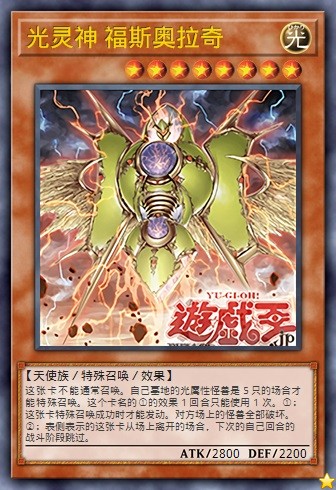 光灵神 福斯奥拉奇
光
YU-GI-OH!
遊戯王
.JP
【天使族／特殊召唤／效果】
这张卡不能通常召唤。自己墓地的光属性怪兽是５只的场合才
能特殊召唤。这个卡名的①的效果１回合只能使用１次。①：
这张卡特殊召唤成功时才能发动。对方场上的怪兽全部破坏。
②：表侧表示的这张卡从场上离开的场合，下次的自己回合的
战斗阶段跳过。
ATK/2800 DEF/2200